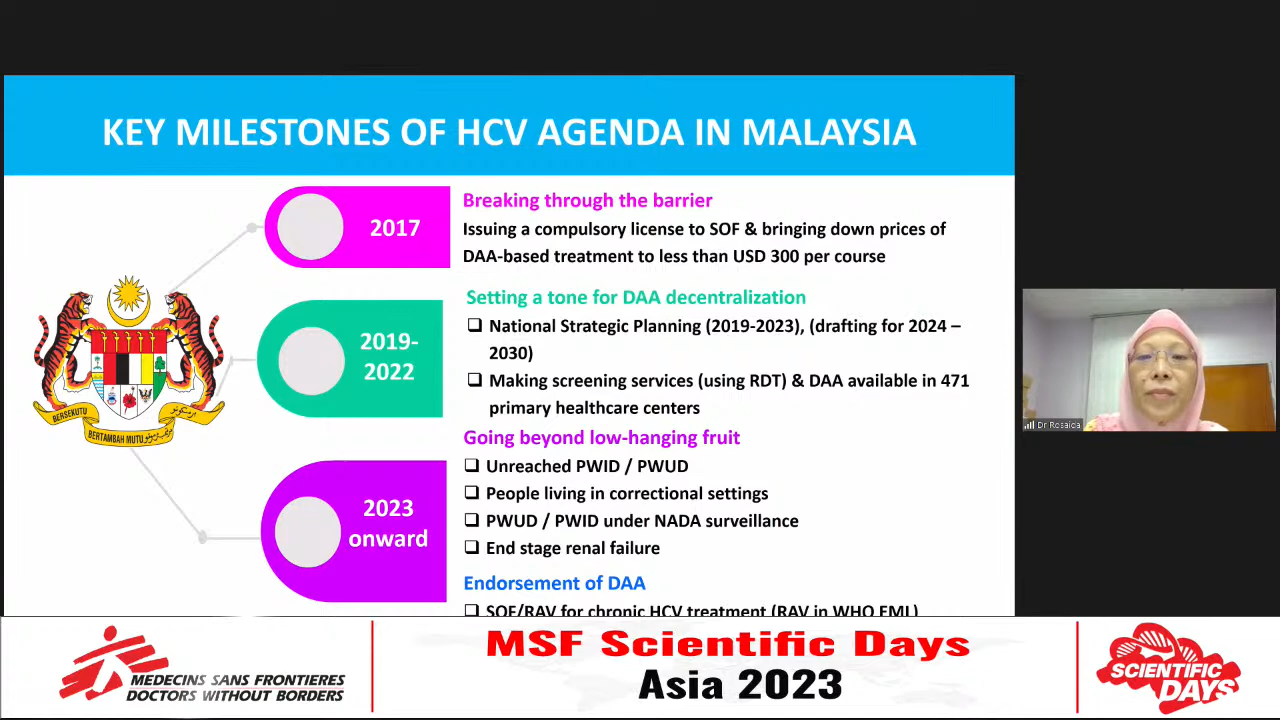 KEY MILESTONES OF HCV AGENDA IN MALAYSIA
2017
Breaking through the barrier
Issuing a compulsory license to SOF & bringing down prices of
DAA-based treatment to less than USD 300 per course
2019-
2022
Setting a tone for DAA decentralization
National Strategic Planning (2019-2023), (drafting for 2024 –
2030)
Making screening services (using RDT) & DAA available in 471
primary healthcare centers
2023
onward
Going beyond low-hanging fruit
Unreached PWID / PWUD
People living in correctional settings
PWUD / PWID under NADA surveillance
End stage renal failure
Endorsement of DAA
SOF/RAV for chronic HCV treatment (RAV in WHO EML)
BERSEKUTU
BERTAMBAH MUTU
Dr Rosaida
MEDECINS SANS FRONTIERES
DOCTORS WITHOUT BORDERS
MSF Scientific Days
Asia 2023
SCIENTIFIC
DAYS